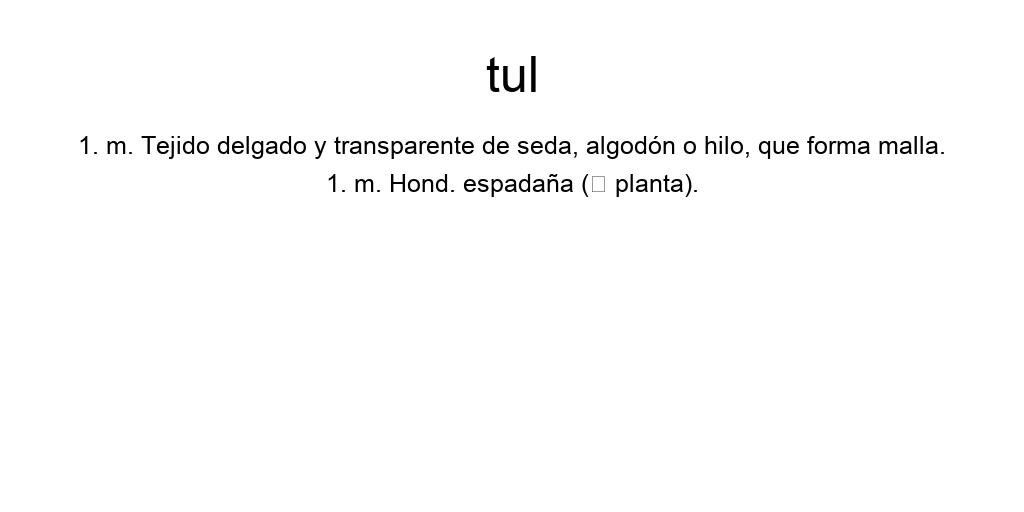 tul
1. m. Tejido delgado y transparente de seda, algodón o hilo, que forma malla.
1. m. Hond. espadaña (▯ planta).